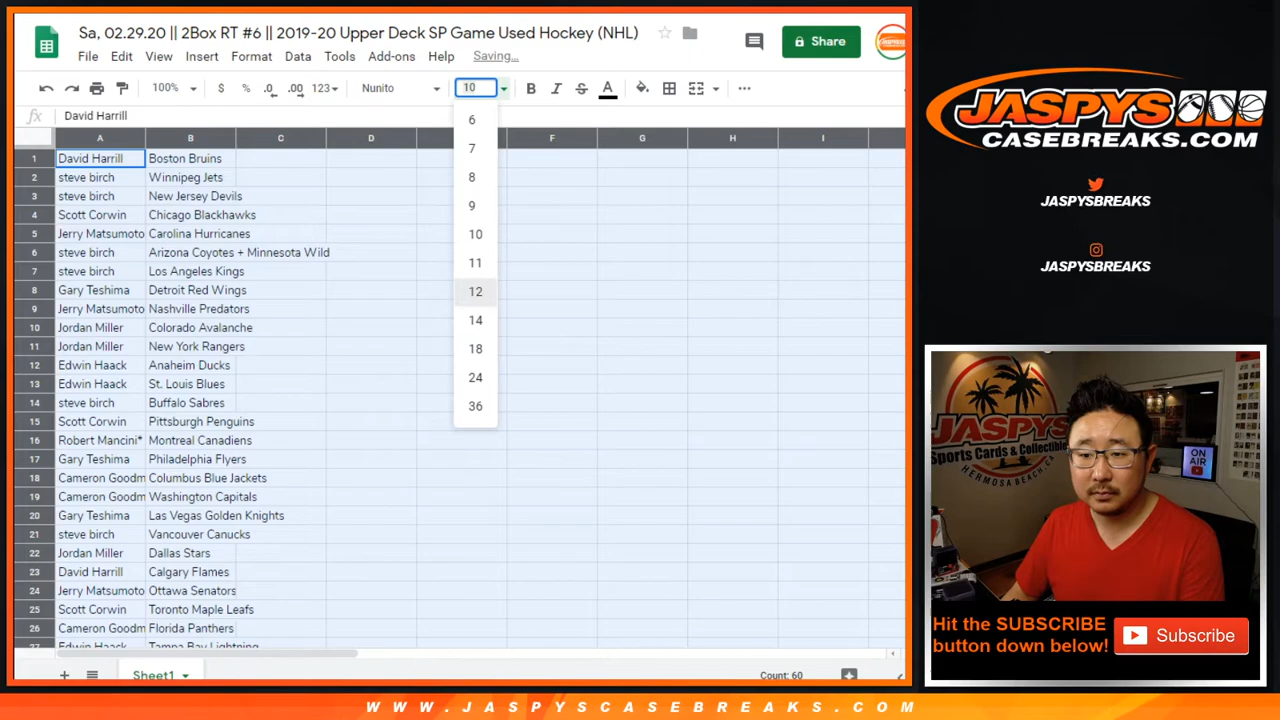 Sa, 02.29.20 || 2Box RT #6 || 2019-20 Upper Deck SP Game Used Hockey (NHL)
File Edit View Insert Format Data Tools Add-ons Help Saving...
Share
100% $ % .0 .00 123 Nunito 10 B I S A
fx David Harrill
A B C D F G H I
1 David Harrill Boston Bruins
2 steve birch Winnipeg Jets
3 steve birch New Jersey Devils
4 Scott Corwin Chicago Blackhawks
5 Jerry Matsumoto Carolina Hurricanes
6 steve birch Arizona Coyotes + Minnesota Wild
7 steve birch Los Angeles Kings
8 Gary Teshima Detroit Red Wings
9 Jerry Matsumoto Nashville Predators
10 Jordan Miller Colorado Avalanche
11 Jordan Miller New York Rangers
12 Edwin Haack Anaheim Ducks
13 Edwin Haack St. Louis Blues
14 steve birch Buffalo Sabres
15 Scott Corwin Pittsburgh Penguins
16 Robert Mancini* Montreal Canadiens
17 Gary Teshima Philadelphia Flyers
18 Cameron Goodm Columbus Blue Jackets
19 Cameron Goodm Washington Capitals
20 Gary Teshima Las Vegas Golden Knights
21 steve birch Vancouver Canucks
22 Jordan Miller Dallas Stars
23 David Harrill Calgary Flames
24 Jerry Matsumoto Ottawa Senators
25 Scott Corwin Toronto Maple Leafs
26 Cameron Goodm Florida Panthers
27 Edwin Haack Tampa Bay Lightning
6
7
8
9
10
11
12
14
18
24
36
Sheet1
Count: 60
JASPYS
CASEBREAKS.COM
JASPYSBREAKS
JASPYSBREAKS
JASPYS
Sports Cards & Collectibles
HERMOSA BEACH, CA
ON AIR
Hit the SUBSCRIBE
button down below!
Subscribe
WWW.JASPYSCASEBREAKS.COM